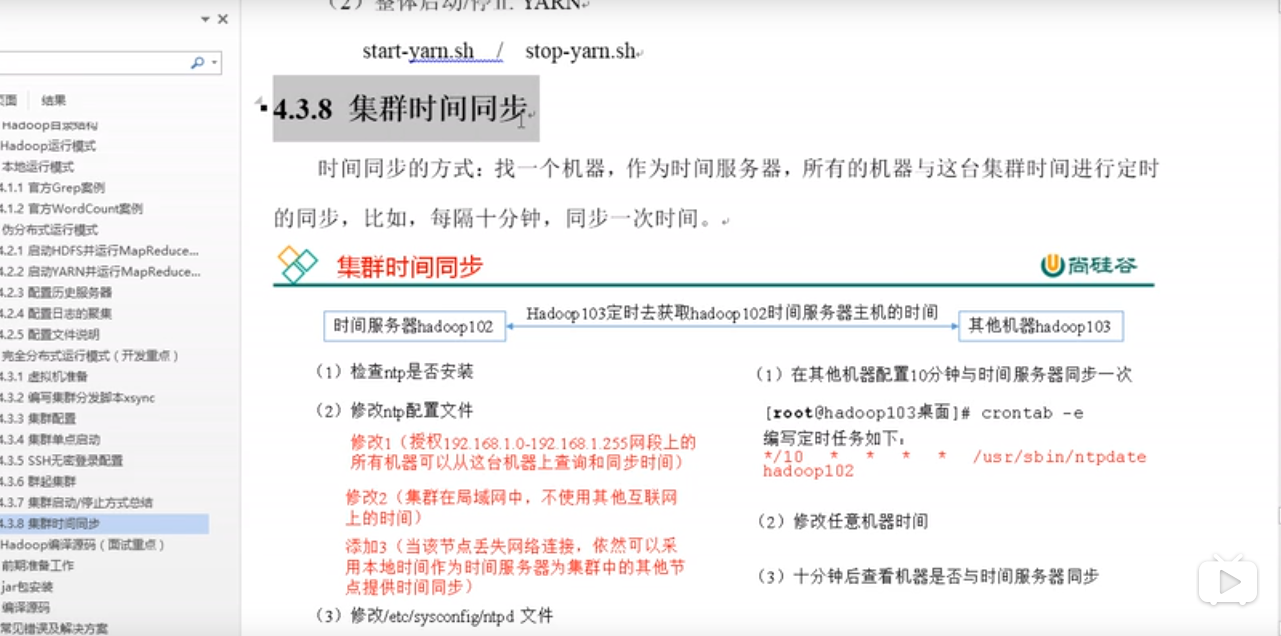 （2）整体启动/停止 YARN
start-yarn.sh / stop-yarn.sh
4.3.8 集群时间同步
时间同步的方式：找一个机器，作为时间服务器，所有的机器与这台集群时间进行定时
的同步，比如，每隔十分钟，同步一次时间。
集群时间同步
尚硅谷
时间服务器hadoop102
Hadoop103定时去获取hadoop102时间服务器主机的时间
其他机器hadoop103
（1）检查ntp是否安装
（2）修改ntp配置文件
修改1（授权192.168.1.0-192.168.1.255网段上的
所有机器可以从这台机器上查询和同步时间）
修改2（集群在局域网中，不使用其他互联网
上的时间）
添加3（当该节点丢失网络连接，依然可以采
用本地时间作为时间服务器为集群中的其他节
点提供时间同步）
（3）修改/etc/sysconfig/ntpd 文件
（1）在其他机器配置10分钟与时间服务器同步一次
[root@hadoop103桌面]# crontab -e
编写定时任务如下：
*/10 * * * * /usr/sbin/ntpdate
hadoop102
（2）修改任意机器时间
（3）十分钟后查看机器是否与时间服务器同步
页面 结果
Hadoop目录结构
Hadoop运行模式
本地运行模式
4.1.1 官方Grep案例
4.1.2 官方WordCount案例
伪分布式运行模式
4.2.1 启动HDFS并运行MapReduce...
4.2.2 启动YARN并运行MapReduce...
4.2.3 配置历史服务器
4.2.4 配置日志的聚集
4.2.5 配置文件说明
完全分布式运行模式（开发重点）
4.3.1 虚拟机准备
4.3.2 编写集群分发脚本xsync
4.3.3 集群配置
4.3.4 集群单点启动
4.3.5 SSH无密登录配置
4.3.6 群起集群
4.3.7 集群启动/停止方式总结
4.3.8 集群时间同步
Hadoop编译源码（面试重点）
前期准备工作
jar包安装
编译源码
常见错误及解决方案